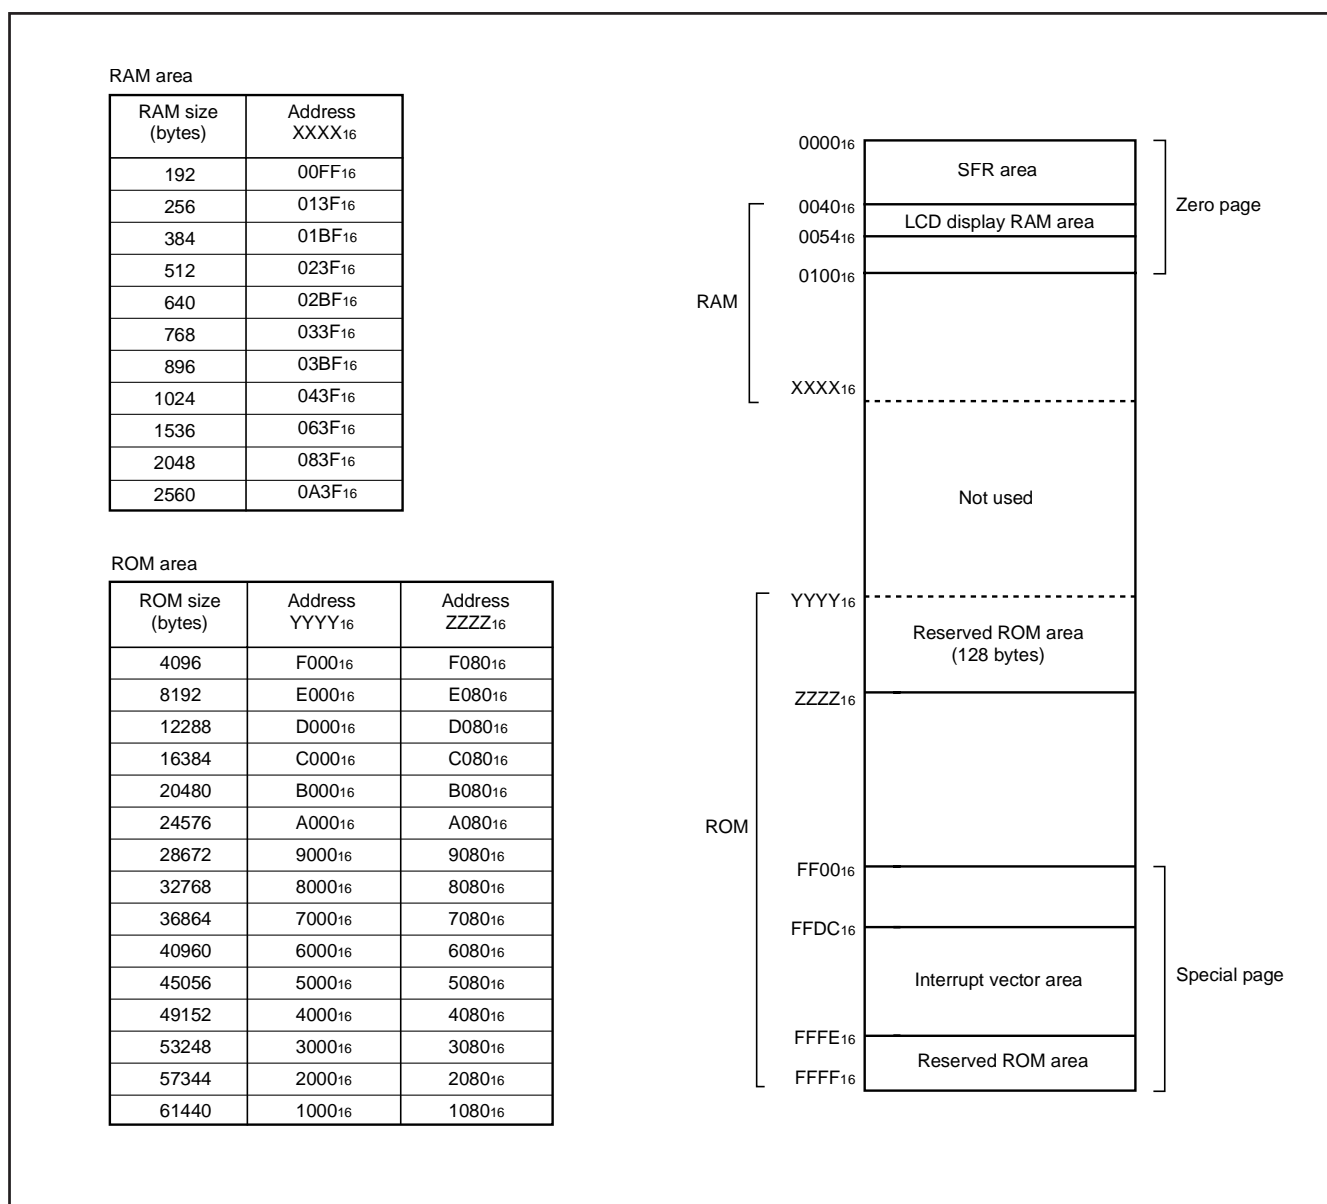 RAM area
RAM size (bytes) Address XXXX16
192 00FF16
256 013F16
384 01BF16
512 023F16
640 02BF16
768 033F16
896 03BF16
1024 043F16
1536 063F16
2048 083F16
2560 0A3F16
ROM area
ROM size (bytes) Address YYYY16 Address ZZZZ16
4096 F00016 F08016
8192 E00016 E08016
12288 D00016 D08016
16384 C00016 C08016
20480 B00016 B08016
24576 A00016 A08016
28672 900016 908016
32768 800016 808016
36864 700016 708016
40960 600016 608016
45056 500016 508016
49152 400016 408016
53248 300016 308016
57344 200016 208016
61440 100016 108016
000016
SFR area
Zero page
004016
LCD display RAM area
005416
010016
RAM
XXXX16
Not used
YYYY16
Reserved ROM area
(128 bytes)
ZZZZ16
ROM
FF0016
FFDC16
Interrupt vector area
Special page
FFFE16
Reserved ROM area
FFFF16